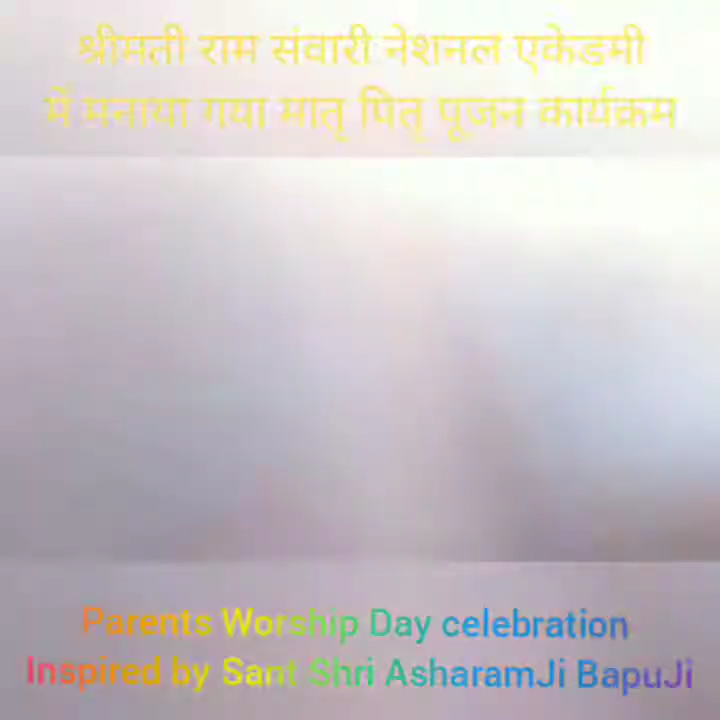 श्रीमती राम संवारी नेशनल एकेडमी
में मनाया गया मातृ पितृ पूजन कार्यक्रम
Parents Worship Day celebration
Inspired by Sant Shri AsharamJi BapuJi